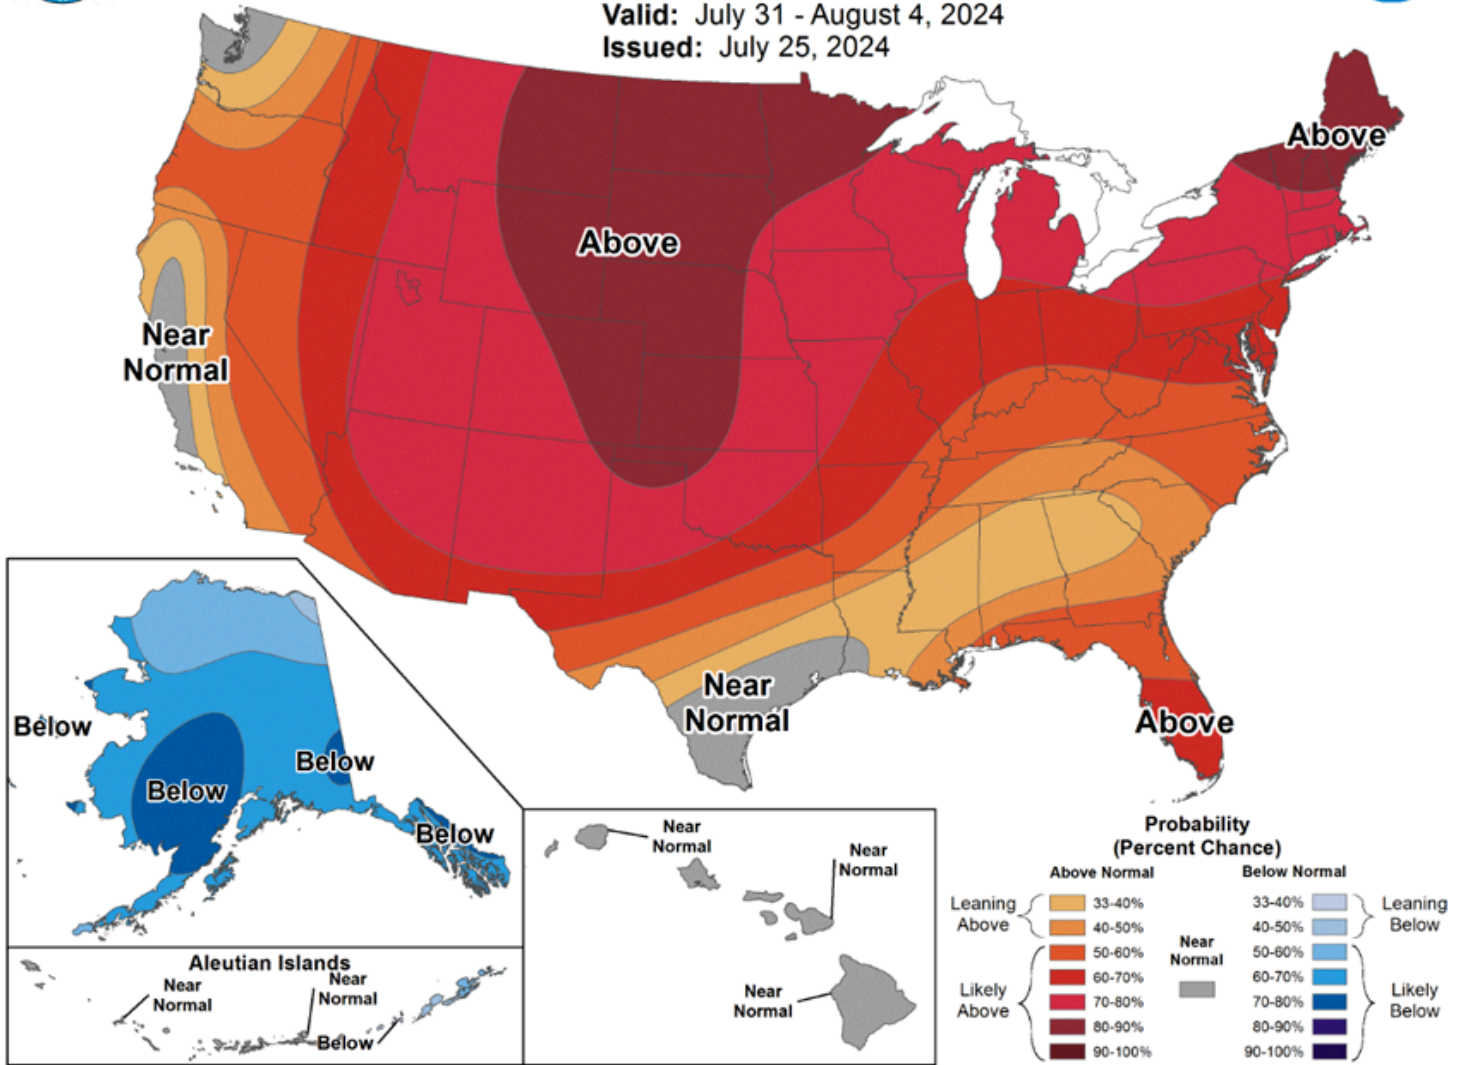 Valid: July 31 - August 4, 2024
Issued: July 25, 2024
Above
Above
Near
Normal
Near
Normal
Above
Below
Below
Below
Below
Aleutian Islands
Near
Normal
Near
Normal
Below
Near
Normal
Near
Normal
Near
Normal
Probability
(Percent Chance)
Above Normal
Below Normal
Leaning
Above
33-40%
40-50%
Likely
Above
50-60%
60-70%
70-80%
80-90%
90-100%
Near
Normal
33-40%
40-50%
Leaning
Below
50-60%
60-70%
70-80%
80-90%
90-100%
Likely
Below